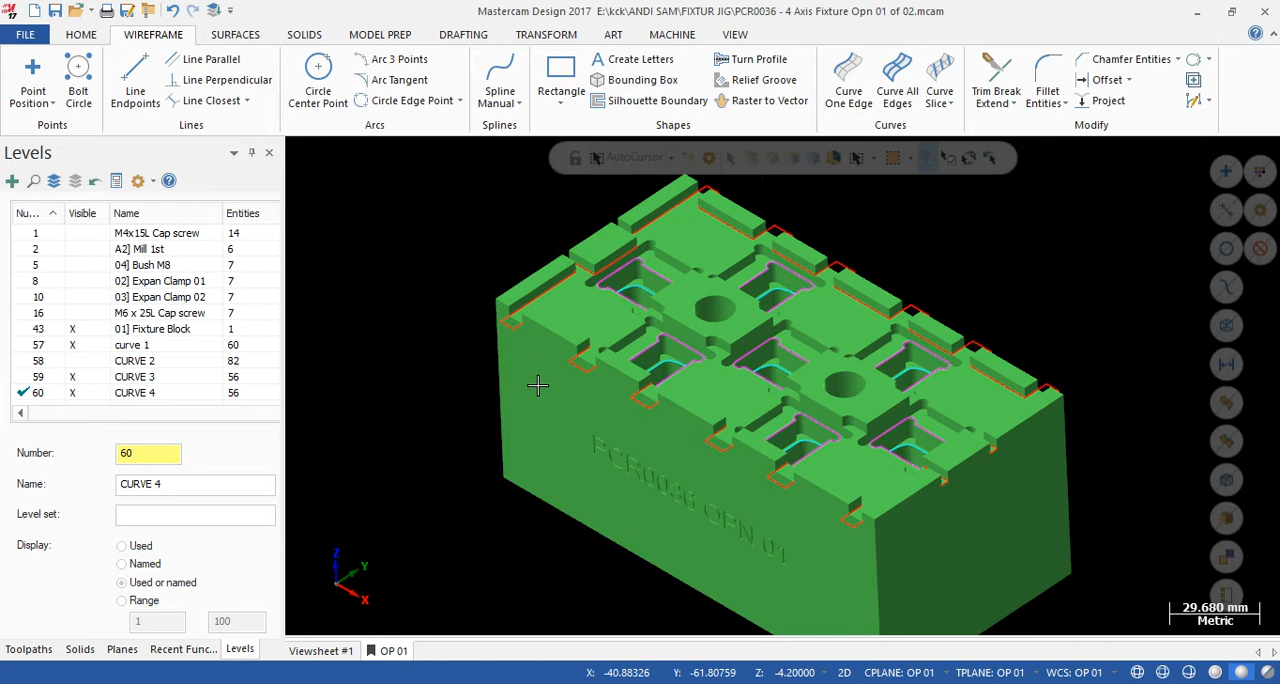 Mastercam Design 2017 E:\kck\ANDI SAM\FIXTUR JIG\PCR0036 - 4 Axis Fixture Opn 01 of 02.mcam
FILE HOME WIREFRAME SURFACES SOLIDS MODEL PREP DRAFTING TRANSFORM ART MACHINE VIEW
Point Position
Bolt Circle
Points
Line Endpoints
Line Parallel
Line Perpendicular
Line Closest
Lines
Circle Center Point
Arc 3 Points
Arc Tangent
Circle Edge Point
Arcs
Spline Manual
Splines
Rectangle
Create Letters
Bounding Box
Silhouette Boundary
Turn Profile
Relief Groove
Raster to Vector
Shapes
Curve One Edge
Curve All Edges
Curve Slice
Curves
Trim Break Extend
Fillet Entities
Chamfer Entities
Offset
Project
Modify
Levels
Nu... Visible Name Entities
1 M4x15L Cap screw 14
2 A2] Mill 1st 6
5 04] Bush M8 7
8 02] Expan Clamp 01 7
10 03] Expan Clamp 02 7
16 M6 x 25L Cap screw 7
43 X 01] Fixture Block 1
57 X curve 1 60
58 CURVE 2 82
59 X CURVE 3 56
60 X CURVE 4 56
Number: 60
Name: CURVE 4
Level set:
Display: Used
Named
Used or named
Range
1 100
Toolpaths Solids Planes Recent Func... Levels
AutoCursor
PCR0036 OPN 01
Z
Y
X
29.680 mm
Metric
Viewsheet #1 OP 01
X: -40.88326 Y: -61.80759 Z: -4.20000 2D CPLANE: OP 01 TPLANE: OP 01 WCS: OP 01